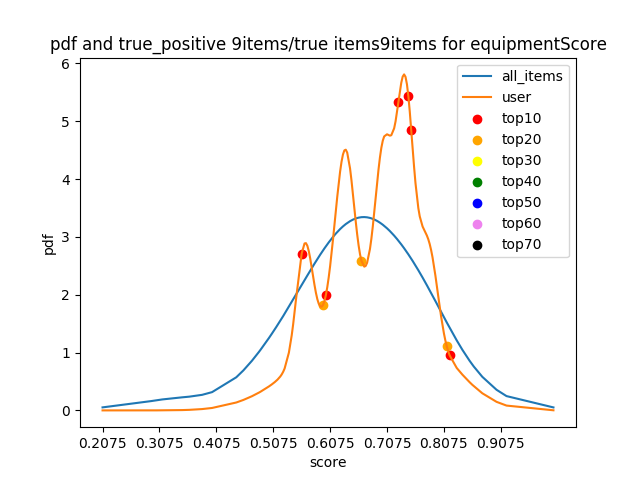 pdf and true_positive 9items/true items9items for equipmentScore
all_items
user
top10
top20
top30
top40
top50
top60
top70
pdf
6
5
4
3
2
1
0
0.2075 0.3075 0.4075 0.5075 0.6075 0.7075 0.8075 0.9075
score